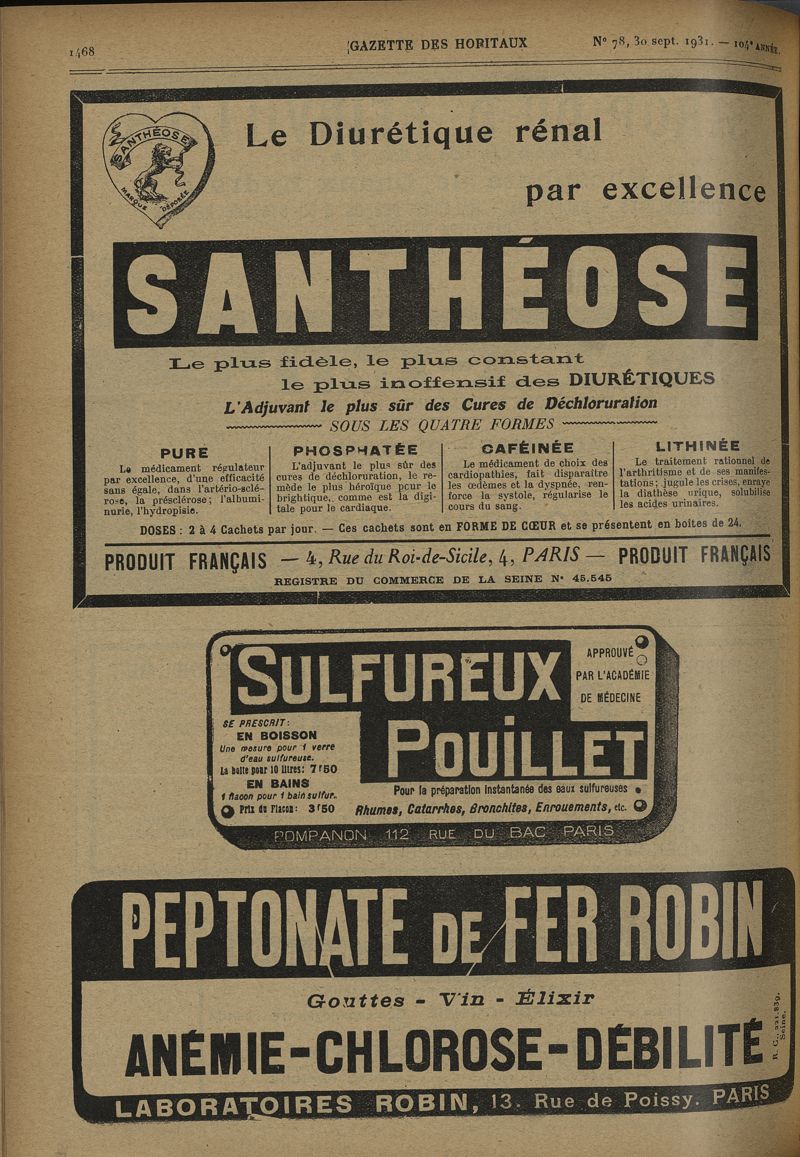 1468
GAZETTE DES HOPITAUX
N° 78, 30 sept. 1931. — 104e ANNÉE.
SANTHÉOSE
MARQUE DÉPOSÉE
Le Diurétique rénal
par excellence
SANTHÉOSE
Le plus fidèle, le plus constant
le plus inoffensif des DIURÉTIQUES
L'Adjuvant le plus sûr des Cures de Déchloruration
SOUS LES QUATRE FORMES
PURE
Le médicament régulateur
par excellence, d'une efficacité
sans égale, dans l'artério-sclé-
rose, la présclérose; l'albumi-
nurie, l'hydropisie.
PHOSPHATÉE
L'adjuvant le plus sûr des
cures de déchloruration, le re-
mède le plus héroïque pour le
brightique, comme est la digi-
tale pour le cardiaque.
CAFÉINÉE
Le médicament de choix des
cardiopathies, fait disparaître
les œdèmes et la dyspnée, ren-
force la systole, régularise le
cours du sang.
LITHINÉE
Le traitement rationnel de
l'arthritisme et de ses manifes-
tations; jugule les crises, enraye
la diathèse urique, solubilise
les acides urinaires.
DOSES : 2 à 4 Cachets par jour. — Ces cachets sont en FORME DE CŒUR et se présentent en boîtes de 24.
PRODUIT FRANÇAIS — 4, Rue du Roi-de-Sicile, 4, PARIS — PRODUIT FRANÇAIS
REGISTRE DU COMMERCE DE LA SEINE N° 45.545
SULFUREUX
POUILLET
APPROUVÉ
PAR L'ACADÉMIE
DE MÉDECINE
SE PRESCRIT :
EN BOISSON
Une mesure pour 1 verre
d'eau sulfureuse.
La boîte pour 10 litres: 7f50
EN BAINS
1 flacon pour 1 bain sulfur.
Prix du Flacon: 3f50
Pour la préparation instantanée des eaux sulfureuses
Rhumes, Catarrhes, Bronchites, Enrouements, etc.
POMPANON 112 RUE DU BAC PARIS
PEPTONATE DE FER ROBIN
Gouttes - Vin - Élixir
ANÉMIE-CHLOROSE-DÉBILITÉ
R. C., 221.839.
Seine.
LABORATOIRES ROBIN, 13. Rue de Poissy. PARIS